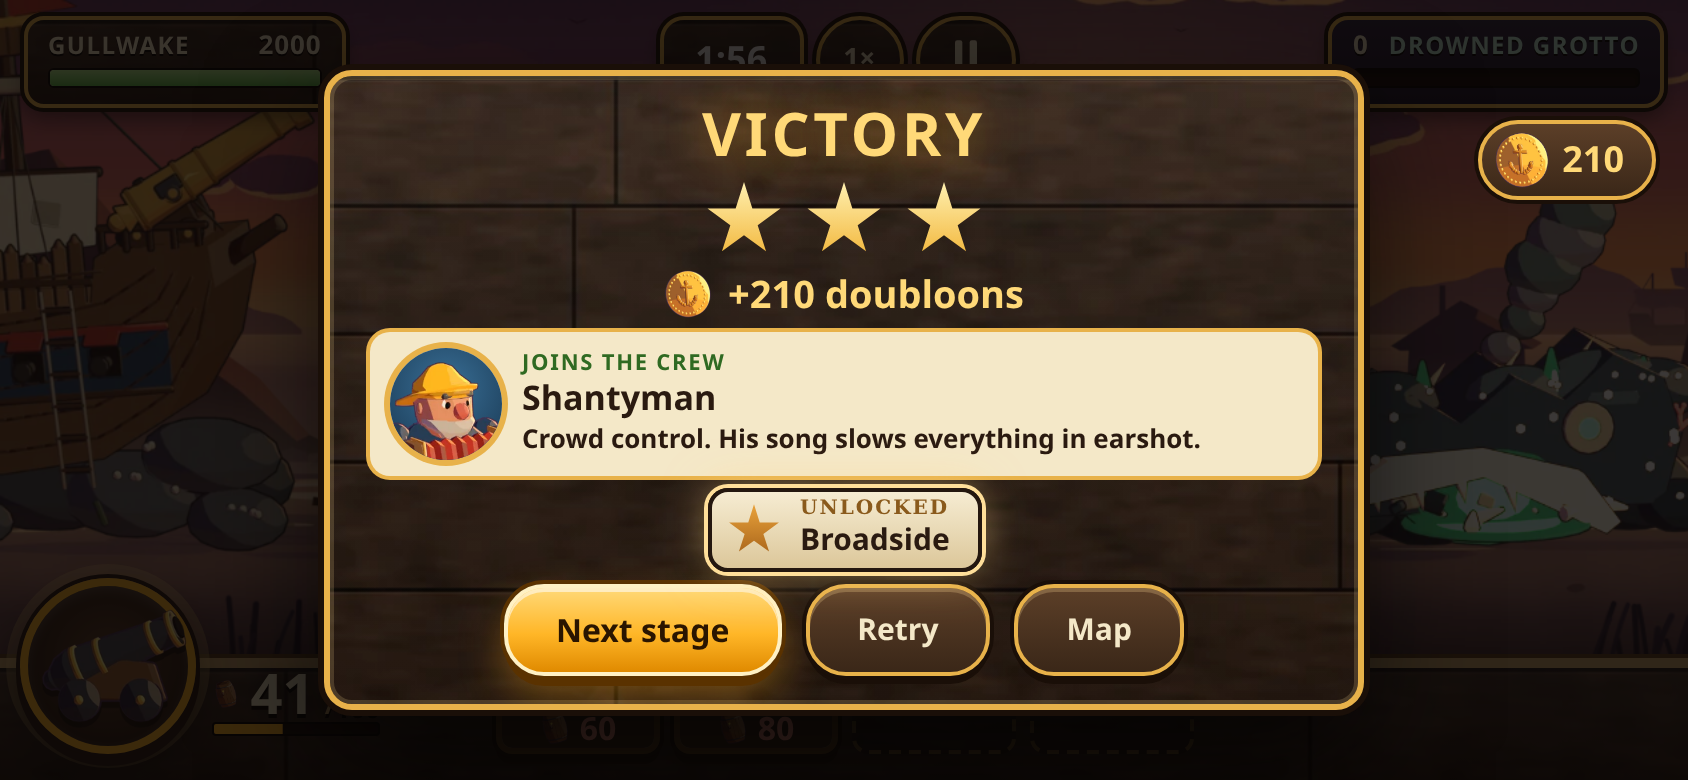 GULLWAKE 2000
1:56
1×
0 DROWNED GROTTO
210
VICTORY
+210 doubloons
JOINS THE CREW
Shantyman
Crowd control. His song slows everything in earshot.
UNLOCKED
Broadside
Next stage
Retry
Map
41
60
80